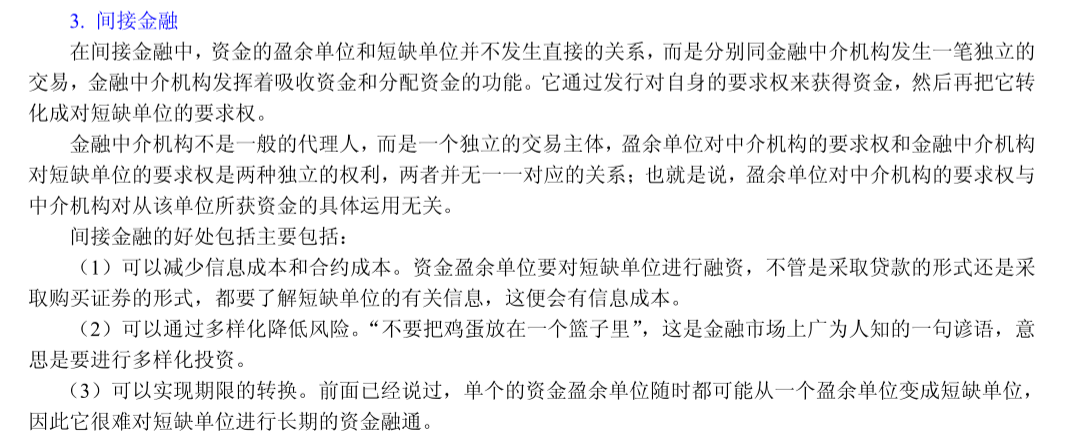 3. 间接金融
在间接金融中，资金的盈余单位和短缺单位并不发生直接的关系，而是分别同金融中介机构发生一笔独立的
交易，金融中介机构发挥着吸收资金和分配资金的功能。它通过发行对自身的要求权来获得资金，然后再把它转
化成对短缺单位的要求权。
金融中介机构不是一般的代理人，而是一个独立的交易主体，盈余单位对中介机构的要求权和金融中介机构
对短缺单位的要求权是两种独立的权利，两者并无一一对应的关系；也就是说，盈余单位对中介机构的要求权与
中介机构对从该单位所获资金的具体运用无关。
间接金融的好处包括主要包括：
（1）可以减少信息成本和合约成本。资金盈余单位要对短缺单位进行融资，不管是采取贷款的形式还是采
取购买证券的形式，都要了解短缺单位的有关信息，这便会有信息成本。
（2）可以通过多样化降低风险。“不要把鸡蛋放在一个篮子里”，这是金融市场上广为人知的一句谚语，意
思是要进行多样化投资。
（3）可以实现期限的转换。前面已经说过，单个的资金盈余单位随时都可能从一个盈余单位变成短缺单位，
因此它很难对短缺单位进行长期的资金融通。